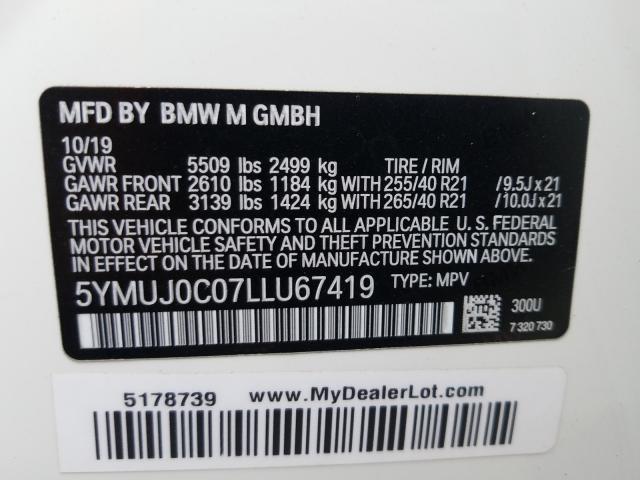 MFD BY BMW M GMBH
10/19
GVWR 5509 lbs 2499 kg TIRE / RIM
GAWR FRONT 2610 lbs 1184 kg WITH 255/40 R21 /9.5J x 21
GAWR REAR 3139 lbs 1424 kg WITH 265/40 R21 /10.0J x 21
THIS VEHICLE CONFORMS TO ALL APPLICABLE U. S. FEDERAL
MOTOR VEHICLE SAFETY AND THEFT PREVENTION STANDARDS
IN EFFECT ON THE DATE OF MANUFACTURE SHOWN ABOVE.
5YMUJ0C07LLU67419 TYPE: MPV
300U
7 320 730
5178739 www.MyDealerLot.com